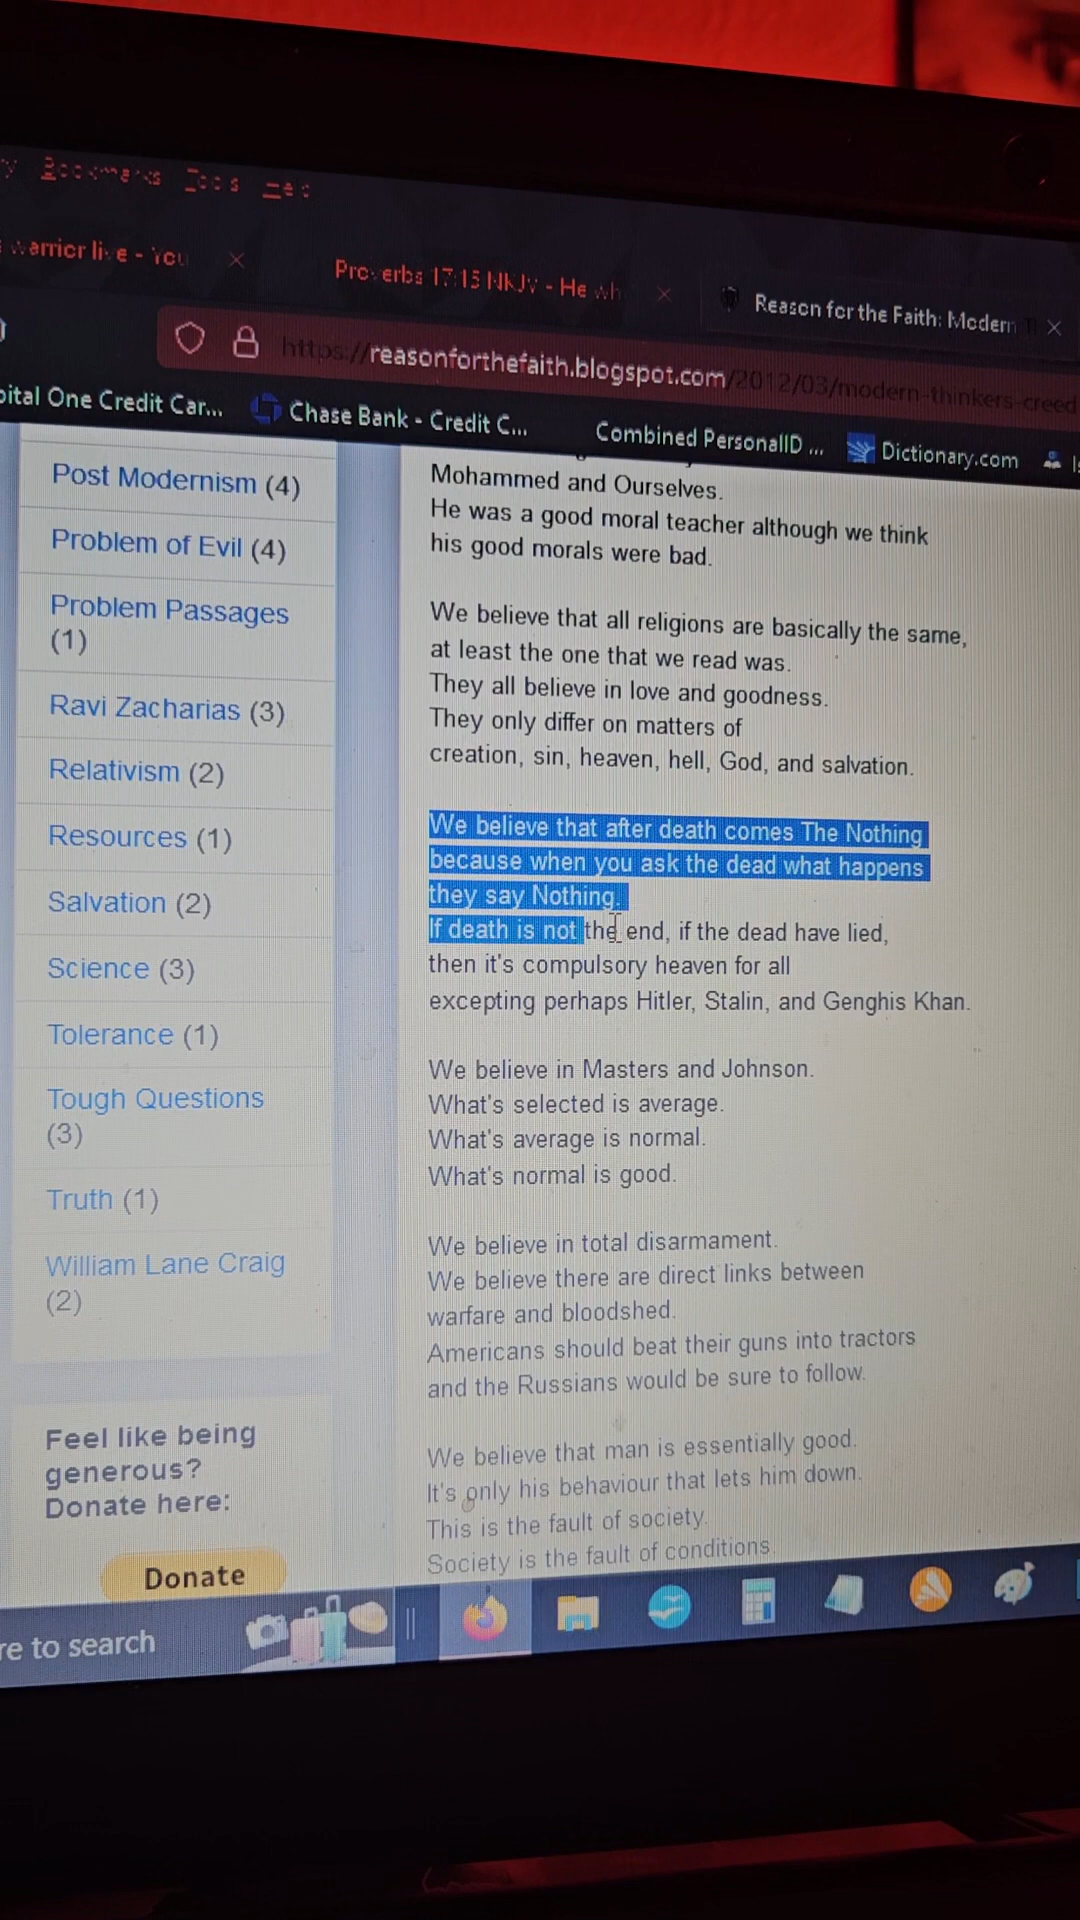 Bookmarks Tools
warrior live - You
Proverbs 17:15 NKJV - He wh
Reason for the Faith: Modern T
https://reasonforthefaith.blogspot.com/2012/03/modern-thinkers-creed
pital One Credit Car...
Chase Bank - Credit C...
Combined PersonalID ...
Dictionary.com
Post Modernism (4)
Problem of Evil (4)
Problem Passages
(1)
Ravi Zacharias (3)
Relativism (2)
Resources (1)
Salvation (2)
Science (3)
Tolerance (1)
Tough Questions
(3)
Truth (1)
William Lane Craig
(2)
Feel like being
generous?
Donate here:
Donate
Mohammed and Ourselves.
He was a good moral teacher although we think
his good morals were bad.
We believe that all religions are basically the same,
at least the one that we read was.
They all believe in love and goodness.
They only differ on matters of
creation, sin, heaven, hell, God, and salvation.
We believe that after death comes The Nothing
because when you ask the dead what happens
they say Nothing.
If death is not the end, if the dead have lied,
then it's compulsory heaven for all
excepting perhaps Hitler, Stalin, and Genghis Khan.
We believe in Masters and Johnson.
What's selected is average.
What's average is normal.
What's normal is good.
We believe in total disarmament.
We believe there are direct links between
warfare and bloodshed.
Americans should beat their guns into tractors
and the Russians would be sure to follow.
We believe that man is essentially good.
It's only his behaviour that lets him down.
This is the fault of society.
Society is the fault of conditions.
re to search